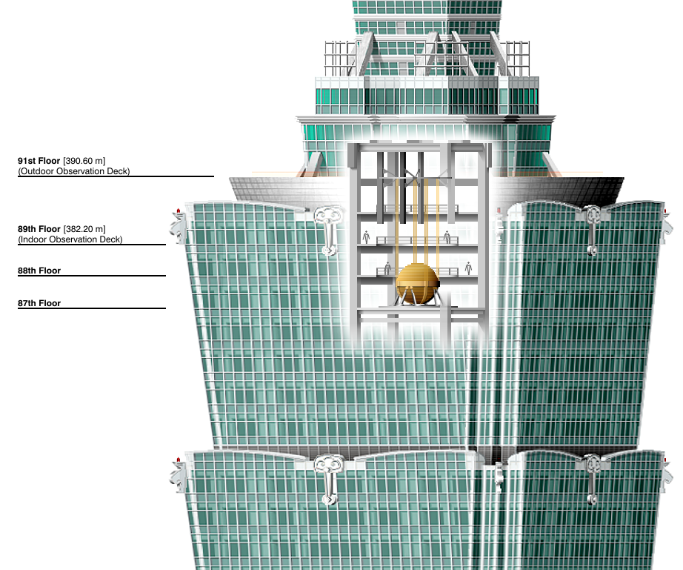 91st Floor [390.60 m]
(Outdoor Observation Deck)
89th Floor [382.20 m]
(Indoor Observation Deck)
88th Floor
87th Floor